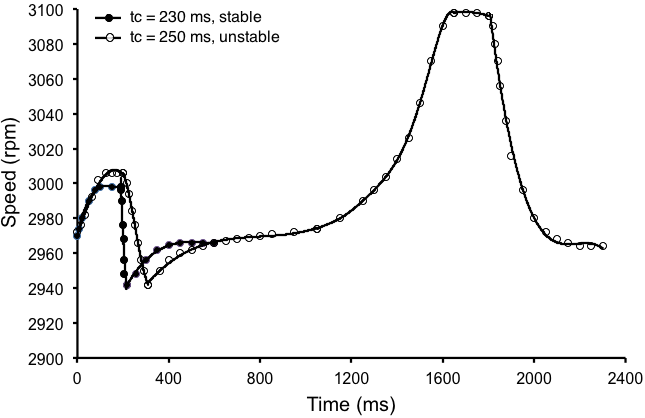 tc = 230 ms, stable
tc = 250 ms, unstable
Speed (rpm)
3100
3080
3060
3040
3020
3000
2980
2960
2940
2920
2900
0 400 800 1200 1600 2000 2400
Time (ms)